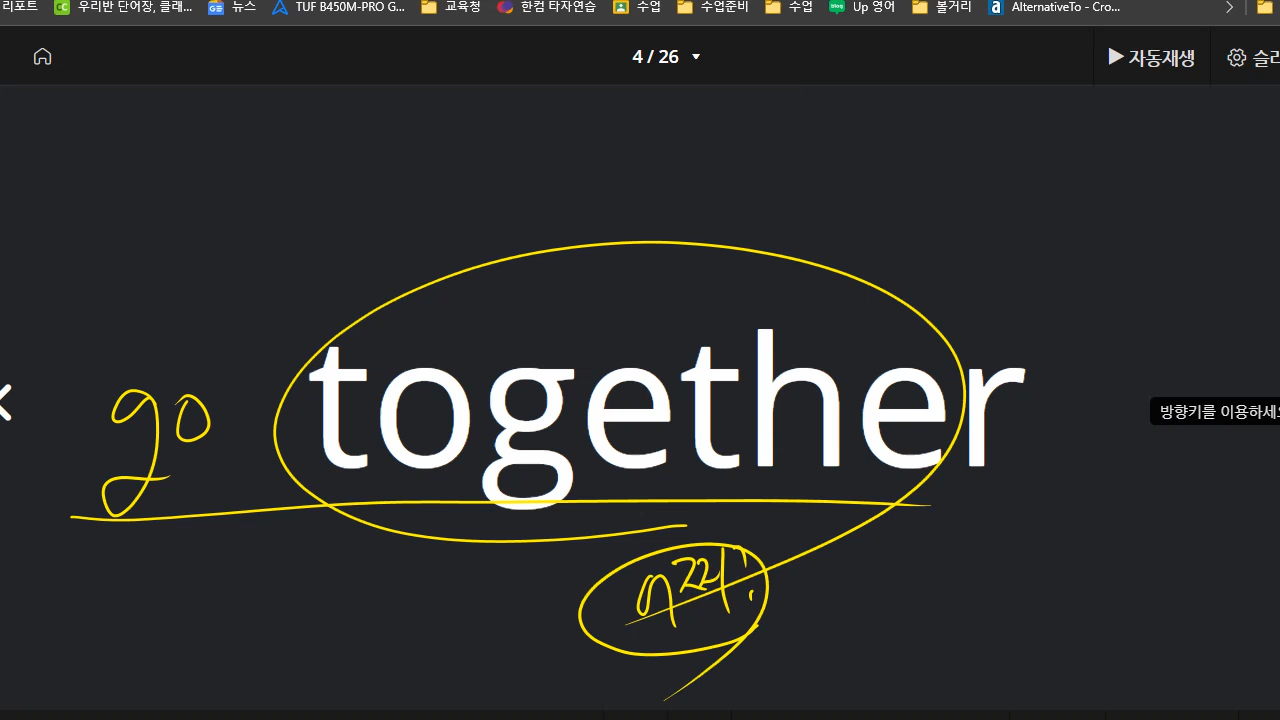 리포트 우리반 단어장, 클래... 뉴스 TUF B450M-PRO G... 교육청 한컴 타자연습 수업 수업준비 수업 Up 영어 볼거리 AlternativeTo - Cro...
4 / 26 자동재생 슬라
together
go
방향키를 이용하세요